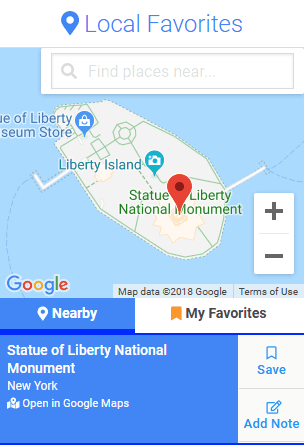 Local Favorites
Find places near...
ue of Liberty
seum Store
Liberty Island
Statue of Liberty
National Monument
Google
Map data ©2018 Google
Terms of Use
Nearby
My Favorites
Statue of Liberty National
Monument
New York
Open in Google Maps
Save
Add Note